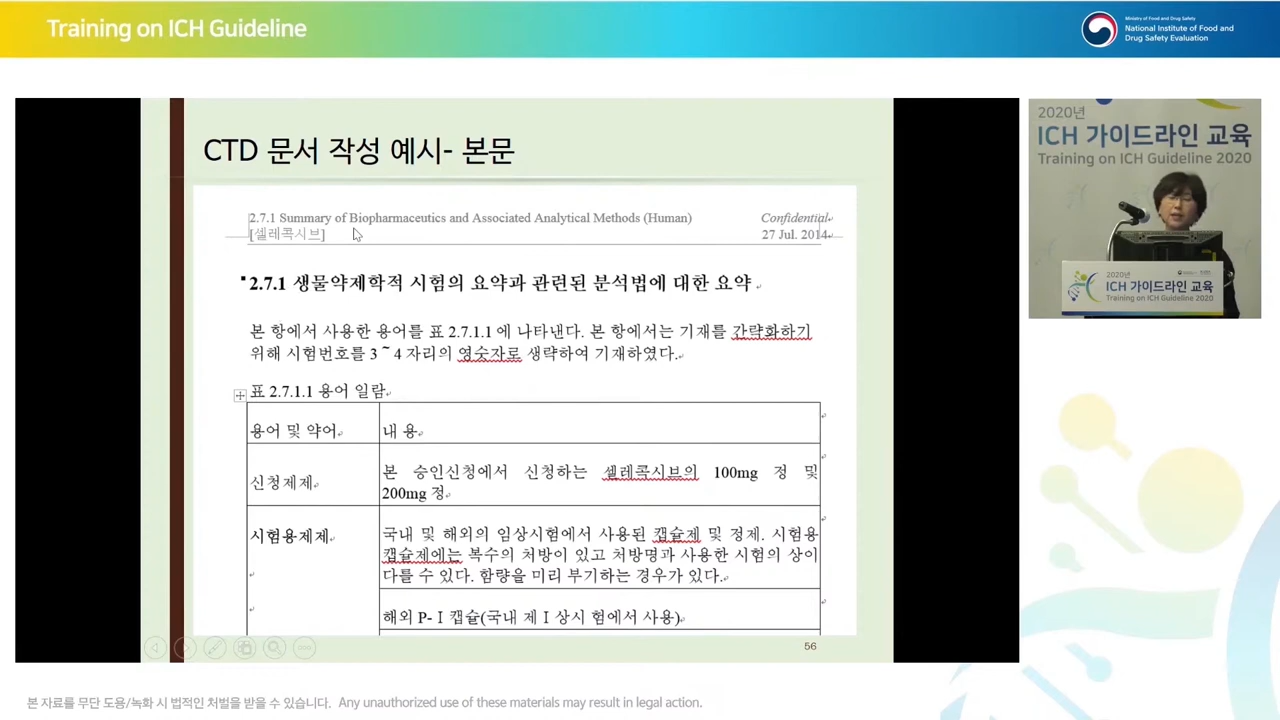 Training on ICH Guideline
Ministry of Food and Drug Safety
National Institute of Food and
Drug Safety Evaluation
CTD 문서 작성 예시- 본문
2.7.1 Summary of Biopharmaceutics and Associated Analytical Methods (Human)
Confidential
[셀레콕시브]
27 Jul. 2014
2.7.1 생물약제학적 시험의 요약과 관련된 분석법에 대한 요약
본 항에서 사용한 용어를 표 2.7.1.1 에 나타낸다. 본 항에서는 기재를 간략화하기
위해 시험번호를 3 ~ 4 자리의 영숫자로 생략하여 기재하였다.
표 2.7.1.1 용어 일람
용어 및 약어
내 용
신청제제
본 승인신청에서 신청하는 셀레콕시브의 100mg 정 및
200mg 정
시험용제제
국내 및 해외의 임상시험에서 사용된 캡슐제 및 정제. 시험용
캡슐제에는 복수의 처방이 있고 처방명과 사용한 시험의 상이
다를 수 있다. 함량을 미리 부기하는 경우가 있다.
해외 P-Ⅰ 캡슐(국내 제Ⅰ상시 험에서 사용)
56
2020년
ICH 가이드라인 교육
Training on ICH Guideline 2020
2020년
ICH 가이드라인 교육
Training on ICH Guideline 2020
본 자료를 무단 도용/녹화 시 법적인 처벌을 받을 수 있습니다. Any unauthorized use of these materials may result in legal action.